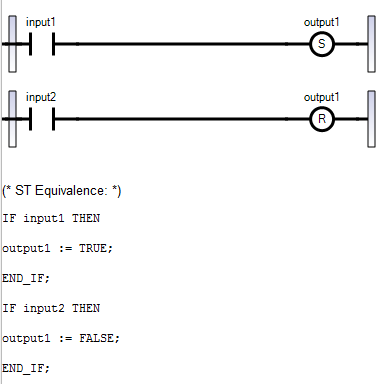 input1 output1
S
input2 output1
R
(* ST Equivalence: *)
IF input1 THEN
output1 := TRUE;
END_IF;
IF input2 THEN
output1 := FALSE;
END_IF;